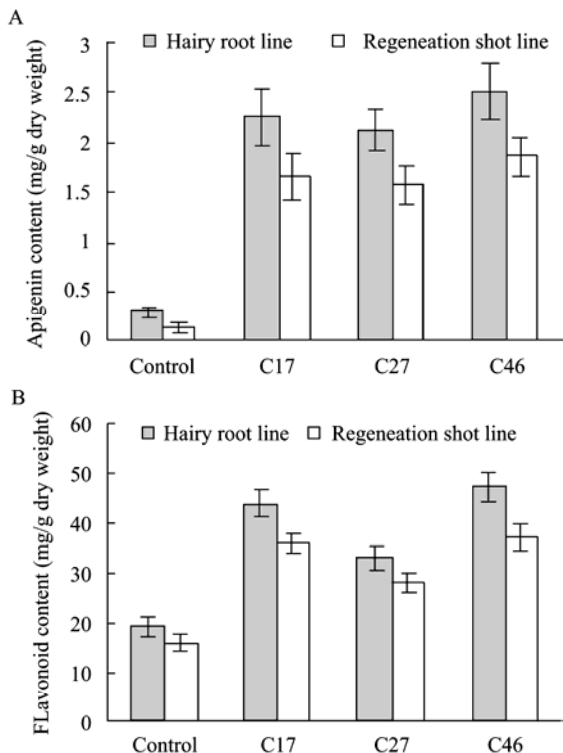 A
Hairy root line
Regeneation shot line
Apigenin content (mg/g dry weight)
3
2.5
2
1.5
1
0.5
0
Control
C17
C27
C46
B
Hairy root line
Regeneation shot line
FLavonoid content (mg/g dry weight)
60
50
40
30
20
10
0
Control
C17
C27
C46